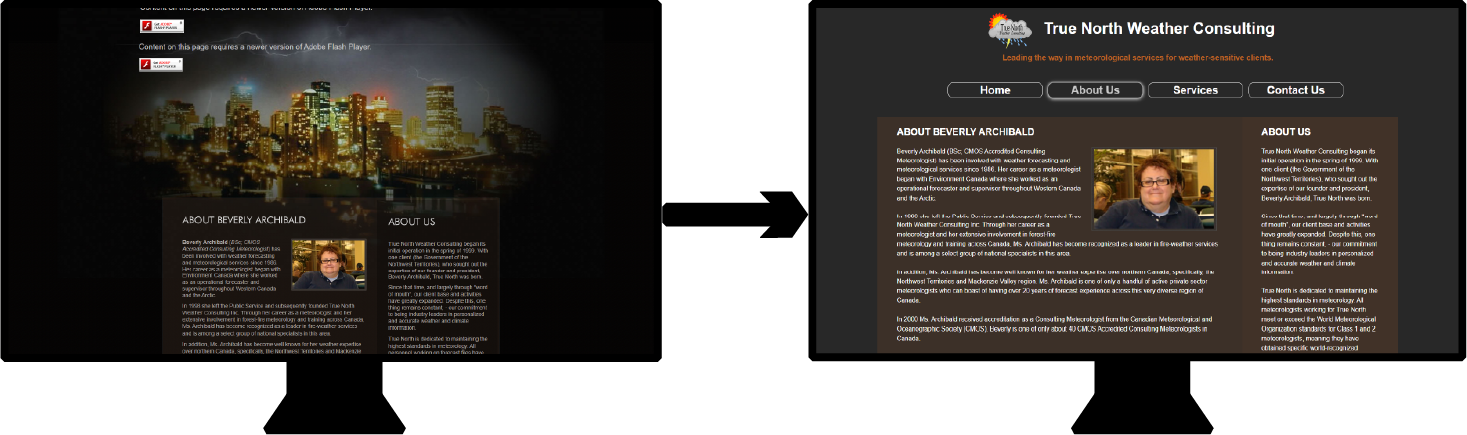 Content on this page requires a newer version of Adobe Flash Player.
Get ADOBE
FLASH PLAYER
Content on this page requires a newer version of Adobe Flash Player.
Get ADOBE
FLASH PLAYER
ABOUT BEVERLY ARCHIBALD
Beverly Archibald (BSc, CMOS
Accredited Consulting Meteorologist) has
been involved with weather forecasting
and meteorological services since 1986.
Her career as a meteorologist began with
Environment Canada where she worked
as an operational forecaster and
supervisor throughout Western Canada
and the Arctic.
In 1998 she left the Public Service and subsequently founded True North
Weather Consulting Inc. Through her career as a meteorologist and her
extensive involvement in forest-fire meteorology and training across Canada,
Ms. Archibald has become recognized as a leader in fire-weather services
and is among a select group of national specialists in this area.
In addition, Ms. Archibald has become well known for her weather expertise
over northern Canada, specifically, the Northwest Territories and Mackenzie
ABOUT US
True North Weather Consulting began its
initial operation in the spring of 1999. With
one client (the Government of the
Northwest Territories), who sought out the
expertise of our founder and president,
Beverly Archibald, True North was born.
Since that time, and largely through "word
of mouth", our client base and activities
have greatly expanded. Despite this, one
thing remains constant, - our commitment
to being industry leaders in personalized
and accurate weather and climate
information.
True North is dedicated to maintaining the
highest standards in meteorology. All
personnel working on forecast files have
True North
True North Weather Consulting
Leading the way in meteorological services for weather-sensitive clients.
Home
About Us
Services
Contact Us
ABOUT BEVERLY ARCHIBALD
Beverly Archibald (BSc, CMOS Accredited Consulting
Meteorologist) has been involved with weather forecasting and
meteorological services since 1986. Her career as a meteorologist
began with Environment Canada where she worked as an
operational forecaster and supervisor throughout Western Canada
and the Arctic.
In 1998 she left the Public Service and subsequently founded True
North Weather Consulting Inc. Through her career as a
meteorologist and her extensive involvement in forest-fire
meteorology and training across Canada, Ms. Archibald has become recognized as a leader in fire-weather services
and is among a select group of national specialists in this area.
In addition, Ms. Archibald has become well known for her weather expertise over northern Canada, specifically, the
Northwest Territories and Mackenzie Valley region. Ms. Archibald is one of only a handful of active private sector
meteorologists who can boast of having over 20 years of forecast experience across this very diverse region of
Canada.
In 2000 Ms. Archibald received accreditation as a Consulting Meteorologist from the Canadian Meteorological and
Oceanographic Society (CMOS). Beverly is one of only about 40 CMOS Accredited Consulting Meteorologists in
Canada.
ABOUT US
True North Weather Consulting began its
initial operation in the spring of 1999. With
one client (the Government of the
Northwest Territories), who sought out the
expertise of our founder and president,
Beverly Archibald, True North was born.
Since that time, and largely through "word
of mouth", our client base and activities
have greatly expanded. Despite this, one
thing remains constant, - our commitment
to being industry leaders in personalized
and accurate weather and climate
information.
True North is dedicated to maintaining the
highest standards in meteorology. All
meteorologists working for True North
meet or exceed the World Meteorological
Organization standards for Class 1 and 2
meteorologists, meaning they have
obtained specific world-recognized